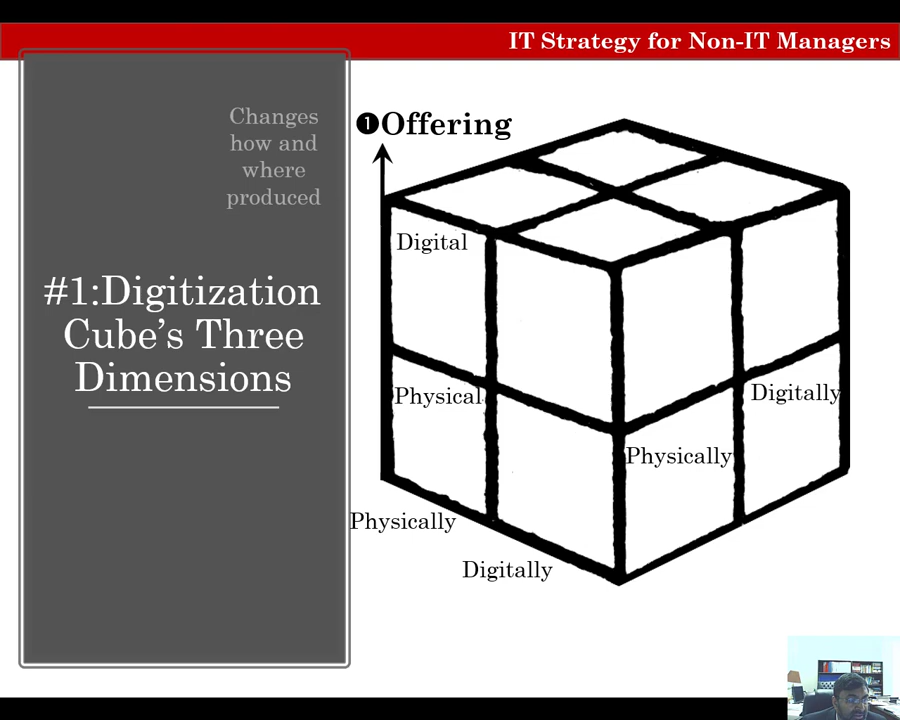 IT Strategy for Non-IT Managers
Changes
how and
where
produced
#1:Digitization
Cube’s Three
Dimensions
❶Offering
Digital
Physical
Digitally
Physically
Physically
Digitally